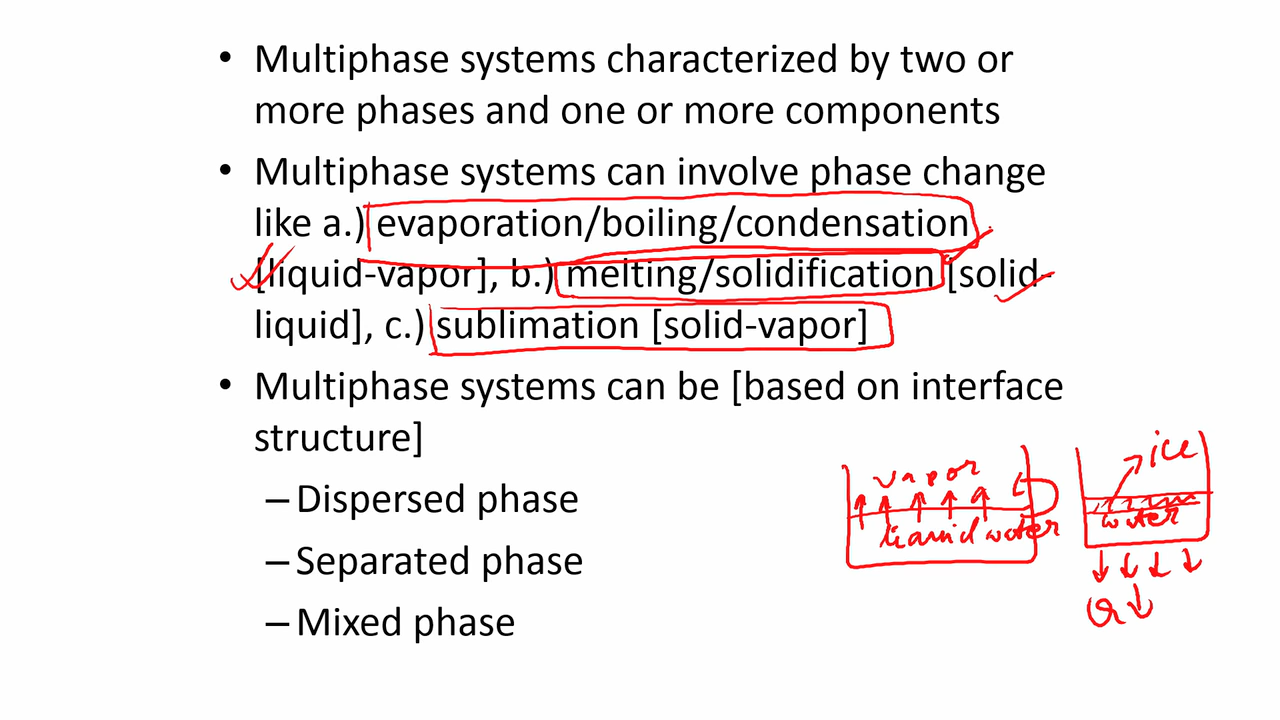 • Multiphase systems characterized by two or
more phases and one or more components
• Multiphase systems can involve phase change
like a.) evaporation/boiling/condensation
[liquid-vapor], b.) melting/solidification [solid-
liquid], c.) sublimation [solid-vapor]
• Multiphase systems can be [based on interface
structure]
– Dispersed phase
– Separated phase
– Mixed phase
vapor
liquid water
ice
water
Q